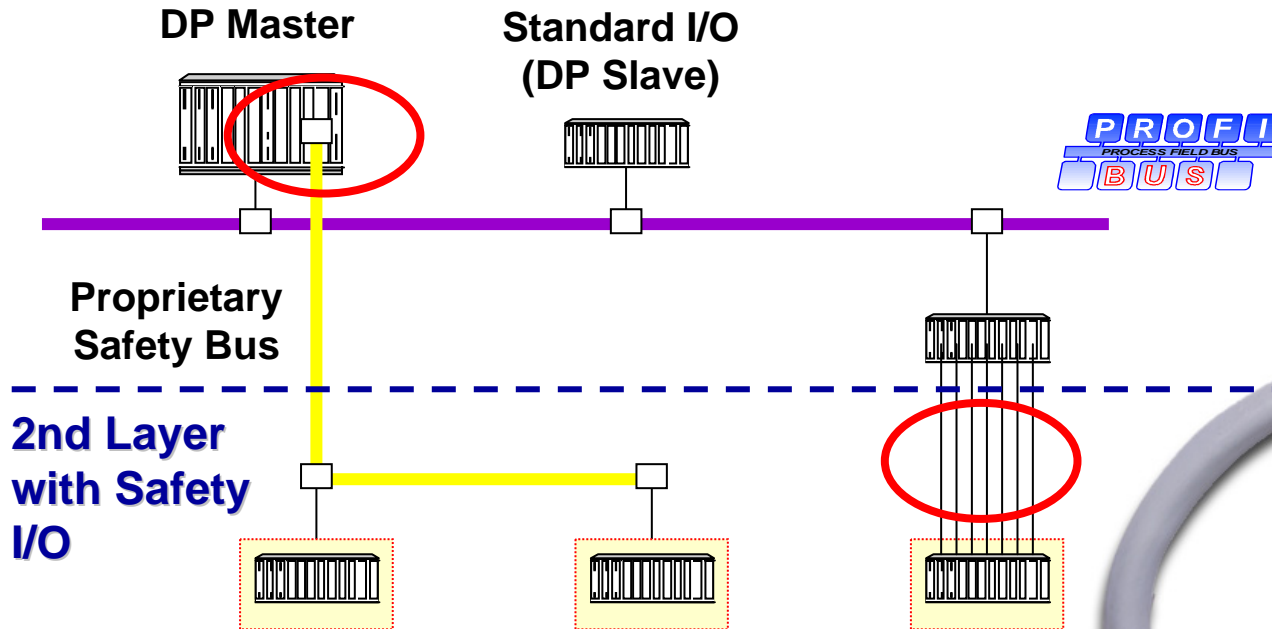 DP Master
Standard I/O
(DP Slave)
PROFI
PROCESS FIELD BUS
BUS
Proprietary
Safety Bus
2nd Layer
with Safety
I/O